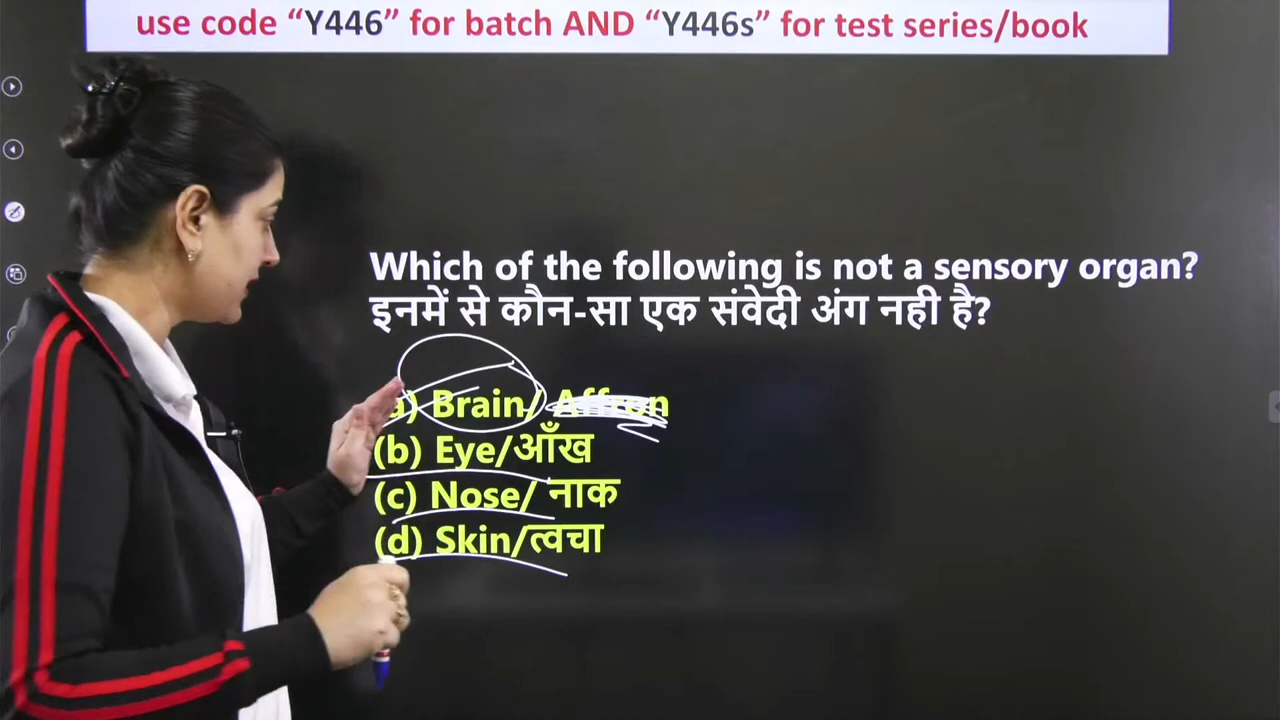 use code “Y446” for batch AND “Y446s” for test series/book
Which of the following is not a sensory organ?
इनमें से कौन-सा एक संवेदी अंग नही है?
a) Brain/ Affron
(b) Eye/आँख
(c) Nose/ नाक
(d) Skin/त्वचा